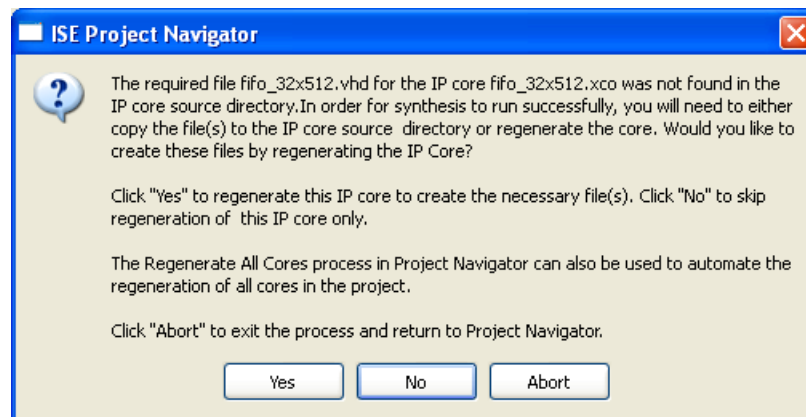 ISE Project Navigator
The required file fifo_32x512.vhd for the IP core fifo_32x512.xco was not found in the
IP core source directory.In order for synthesis to run successfully, you will need to either
copy the file(s) to the IP core source  directory or regenerate the core. Would you like to
create these files by regenerating the IP Core?
Click "Yes" to regenerate this IP core to create the necessary file(s). Click "No" to skip
regeneration of  this IP core only.
The Regenerate All Cores process in Project Navigator can also be used to automate the
regeneration of all cores in the project.
Click "Abort" to exit the process and return to Project Navigator.
Yes
No
Abort